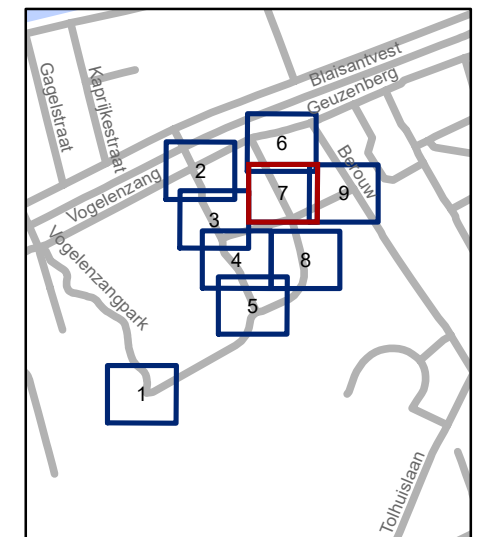 Blaisantvest
Geuzenberg
Gagelstraat
Kaprijkestraat
6
Berouw
2
Vogelenzang
7
9
3
Vogelenzangpark
4
8
5
1
Tolhuislaan